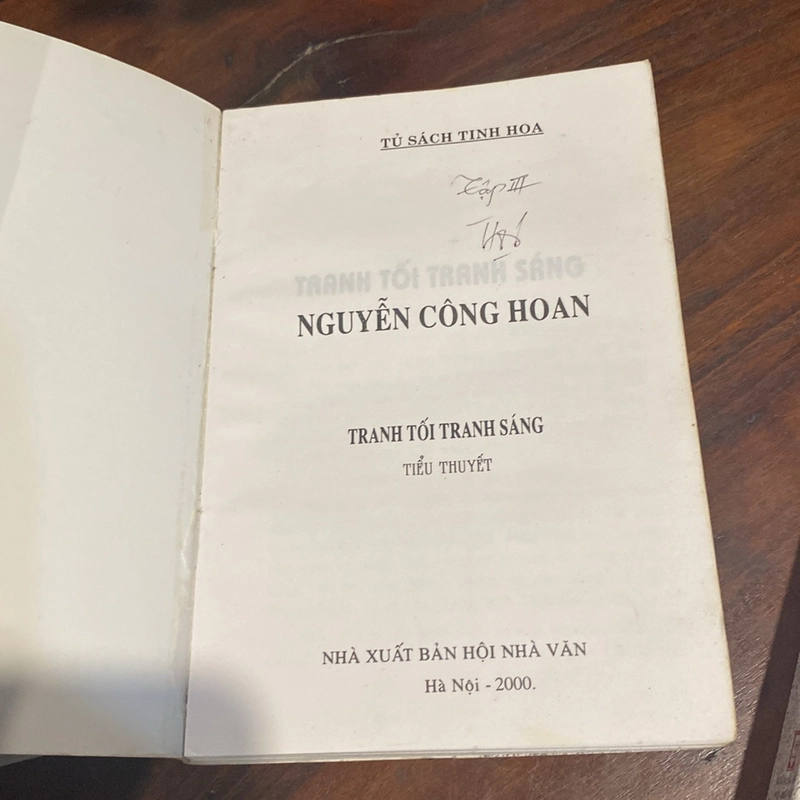 TỦ SÁCH TINH HOA
Tập III
TRANH TỐI TRANH SÁNG
NGUYỄN CÔNG HOAN
TRANH TỐI TRANH SÁNG
TIỂU THUYẾT
NHÀ XUẤT BẢN HỘI NHÀ VĂN
Hà Nội - 2000.